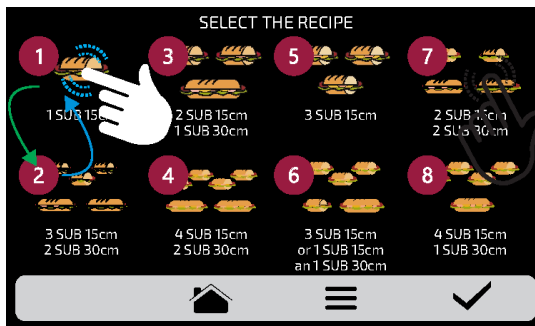 SELECT THE RECIPE
1
1 SUB 15cm
3
2 SUB 15cm
1 SUB 30cm
5
3 SUB 15cm
7
2 SUB 15cm
2 SUB 30cm
2
3 SUB 15cm
2 SUB 30cm
4
4 SUB 15cm
2 SUB 30cm
6
3 SUB 15cm
or 1 SUB 15cm
an 1 SUB 30cm
8
4 SUB 15cm
1 SUB 30cm